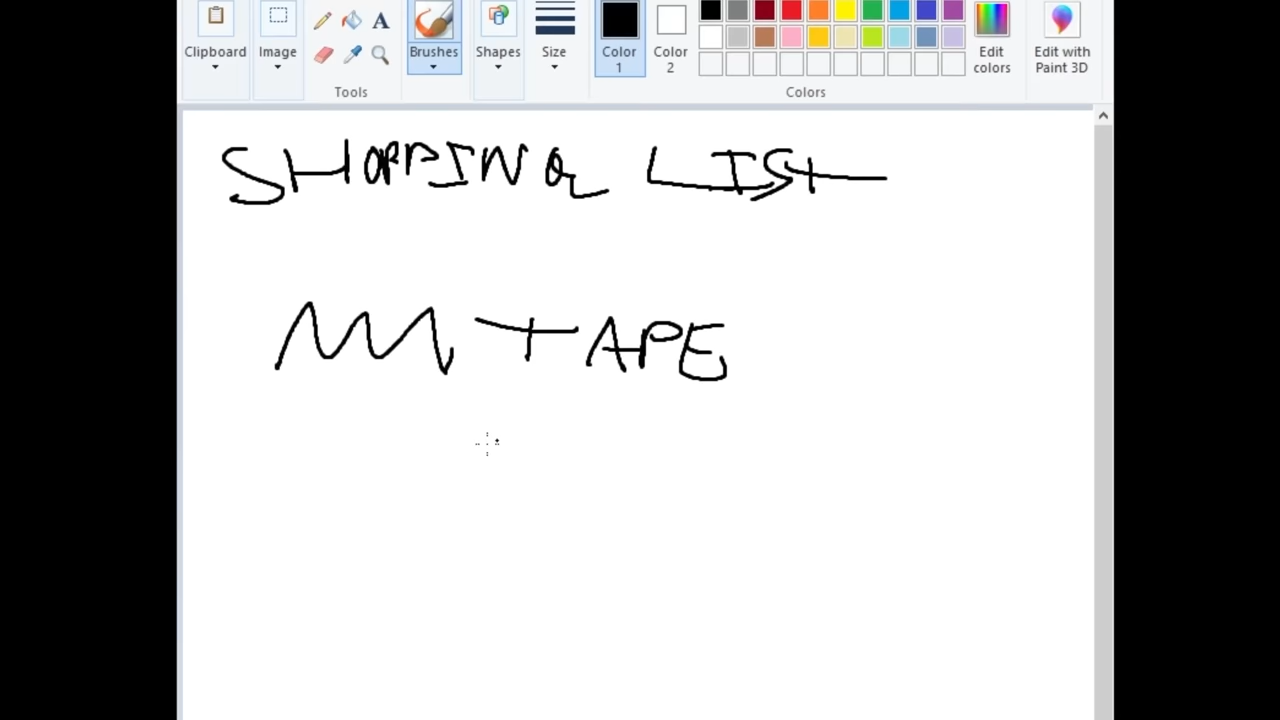 Clipboard Image Brushes Shapes Size Color Color Edit Edit with
1 2 colors Paint 3D
Tools Colors
SHOPPING LIST
TAPE